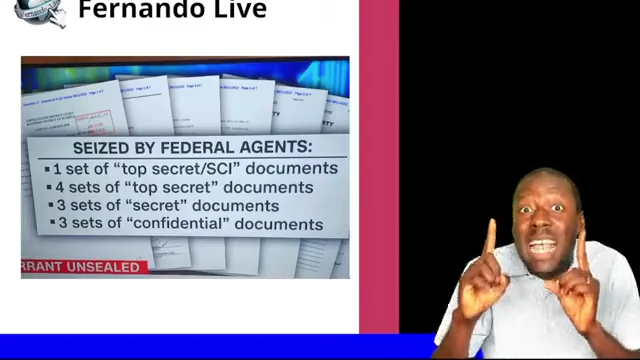 Fernando Live
Fernando
SEIZED BY FEDERAL AGENTS:
▪ 1 set of “top secret/SCI” documents
▪ 4 sets of “top secret” documents
▪ 3 sets of “secret” documents
▪ 3 sets of “confidential” documents
RRANT UNSEALED